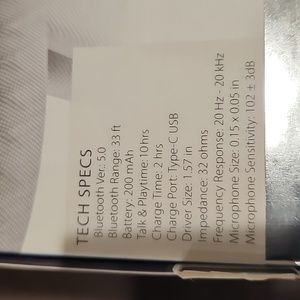 TECH SPECS
Bluetooth Ver.: 5.0
Bluetooth Range: 33 ft
Battery: 200 mAh
Talk & Playtime: 10 hrs
Charge Time: 2 hrs
Charge Port: Type-C USB
Driver Size: 1.57 in
Impedance: 32 ohms
Frequency Response: 20 Hz - 20 kHz
Microphone Size: 0.15 x 0.05 in
Microphone Sensitivity: 102 ± 3dB